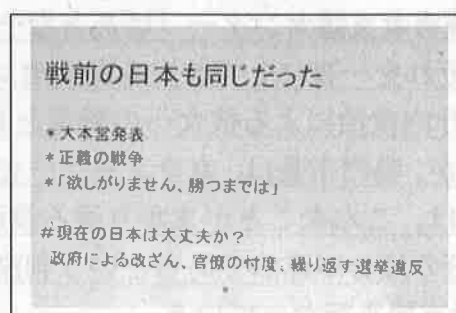 戦前の日本も同じだった
*大本営発表
*正義の戦争
*「欲しがりません、勝つまでは」
#現在の日本は大丈夫か?
政府による改ざん、官僚の忖度、繰り返す選挙違反